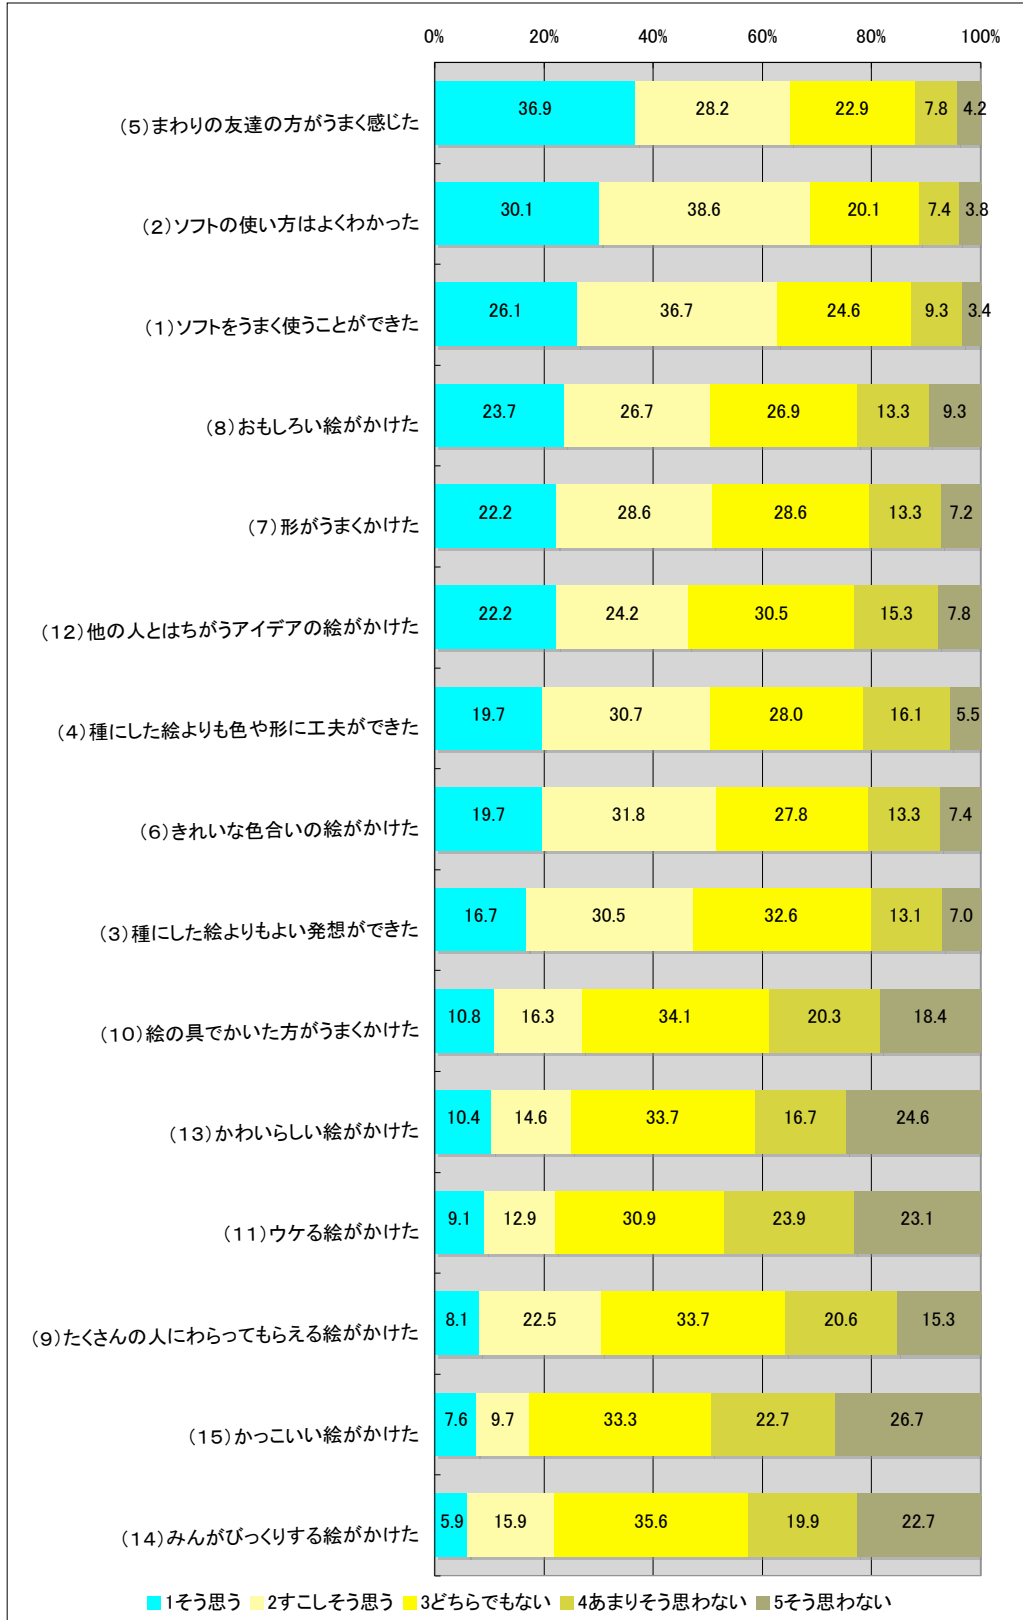 0% 20% 40% 60% 80% 100%
(5)まわりの友達の方がうまく感じた 36.9 28.2 22.9 7.8 4.2
(2)ソフトの使い方はよくわかった 30.1 38.6 20.1 7.4 3.8
(1)ソフトをうまく使うことができた 26.1 36.7 24.6 9.3 3.4
(8)おもしろい絵がかけた 23.7 26.7 26.9 13.3 9.3
(7)形がうまくかけた 22.2 28.6 28.6 13.3 7.2
(12)他の人とはちがうアイデアの絵がかけた 22.2 24.2 30.5 15.3 7.8
(4)種にした絵よりも色や形に工夫ができた 19.7 30.7 28.0 16.1 5.5
(6)きれいな色合いの絵がかけた 19.7 31.8 27.8 13.3 7.4
(3)種にした絵よりもよい発想ができた 16.7 30.5 32.6 13.1 7.0
(10)絵の具でかいた方がうまくかけた 10.8 16.3 34.1 20.3 18.4
(13)かわいらしい絵がかけた 10.4 14.6 33.7 16.7 24.6
(11)ウケる絵がかけた 9.1 12.9 30.9 23.9 23.1
(9)たくさんの人にわらってもらえる絵がかけた 8.1 22.5 33.7 20.6 15.3
(15)かっこいい絵がかけた 7.6 9.7 33.3 22.7 26.7
(14)みんがびっくりする絵がかけた 5.9 15.9 35.6 19.9 22.7
1そう思う 2すこしそう思う 3どちらでもない 4あまりそう思わない 5そう思わない